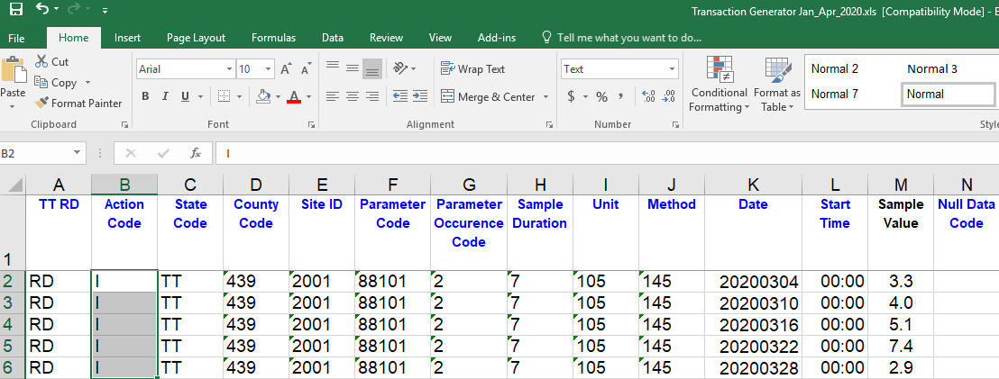 Transaction Generator Jan_Apr_2020.xls [Compatibility Mode] - E
File Home Insert Page Layout Formulas Data Review View Add-ins Tell me what you want to do...
Cut
Copy
Format Painter
Paste
Clipboard
Arial 10 A A
B I U A
Font
Wrap Text
Merge & Center
Alignment
Text
$ % , .0 .00 .00 .0
Number
Conditional Formatting
Format as Table
Normal 2 Normal 3
Normal 7 Normal
Style
B2 fx I
A B C D E F G H I J K L M N
1 TT RD Action Code State Code County Code Site ID Parameter Code Parameter Occurence Code Sample Duration Unit Method Date Start Time Sample Value Null Data Code
2 RD I TT 439 2001 88101 2 7 105 145 20200304 00:00 3.3
3 RD I TT 439 2001 88101 2 7 105 145 20200310 00:00 4.0
4 RD I TT 439 2001 88101 2 7 105 145 20200316 00:00 5.1
5 RD I TT 439 2001 88101 2 7 105 145 20200322 00:00 7.4
6 RD I TT 439 2001 88101 2 7 105 145 20200328 00:00 2.9